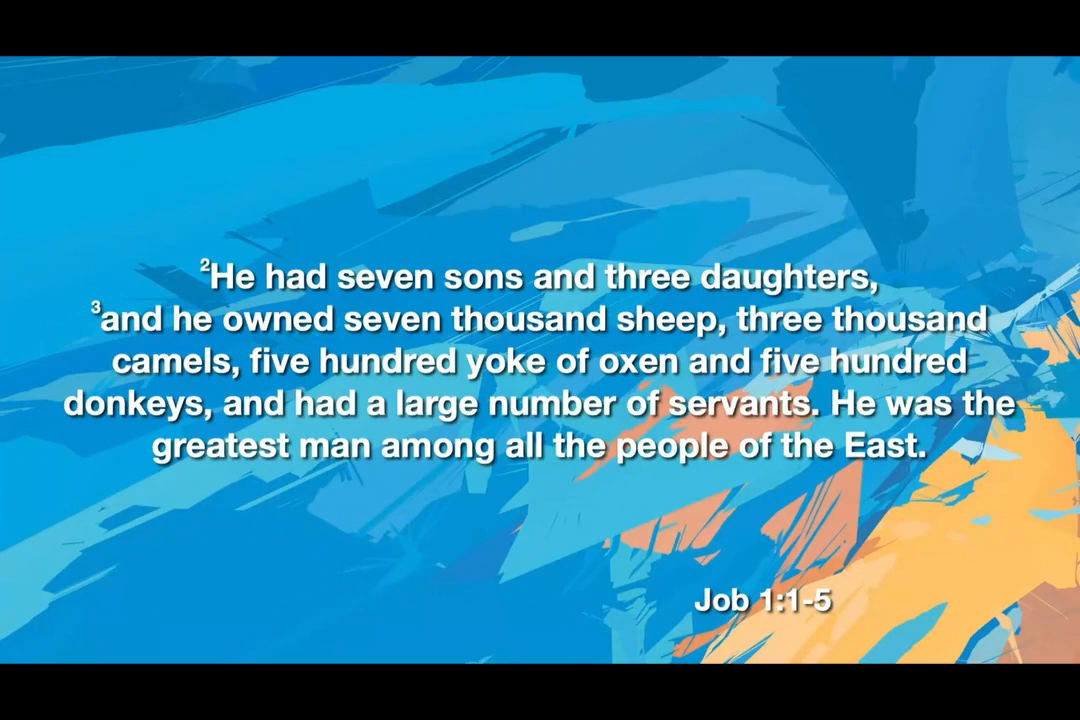 ²He had seven sons and three daughters,
³and he owned seven thousand sheep, three thousand
camels, five hundred yoke of oxen and five hundred
donkeys, and had a large number of servants. He was the
greatest man among all the people of the East.
Job 1:1-5